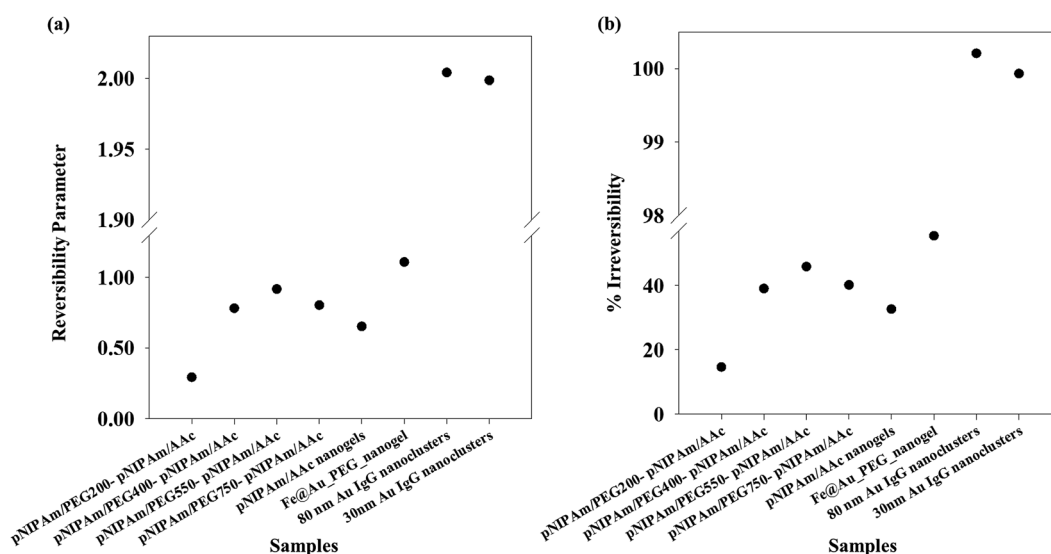 (a)
Reversibility Parameter
2.00
1.95
1.90
1.00
0.75
0.50
0.00
pNIPAm/PEG200- pNIPAm/AAc
pNIPAm/PEG400- pNIPAm/AAc
pNIPAm/PEG550- pNIPAm/AAc
pNIPAm/PEG750- pNIPAm/AAc
pNIPAm/AAc nanogels
Fe@Au_PEG_nanogel
80 nm Au IgG nanoclusters
30nm Au IgG nanoclusters
Samples
(b)
% Irreversibility
100
99
98
40
20
0
pNIPAm/PEG200- pNIPAm/AAc
pNIPAm/PEG400- pNIPAm/AAc
pNIPAm/PEG550- pNIPAm/AAc
pNIPAm/PEG750- pNIPAm/AAc
pNIPAm/AAc nanogels
Fe@Au_PEG_nanogel
80 nm Au IgG nanoclusters
30nm Au IgG nanoclusters
Samples